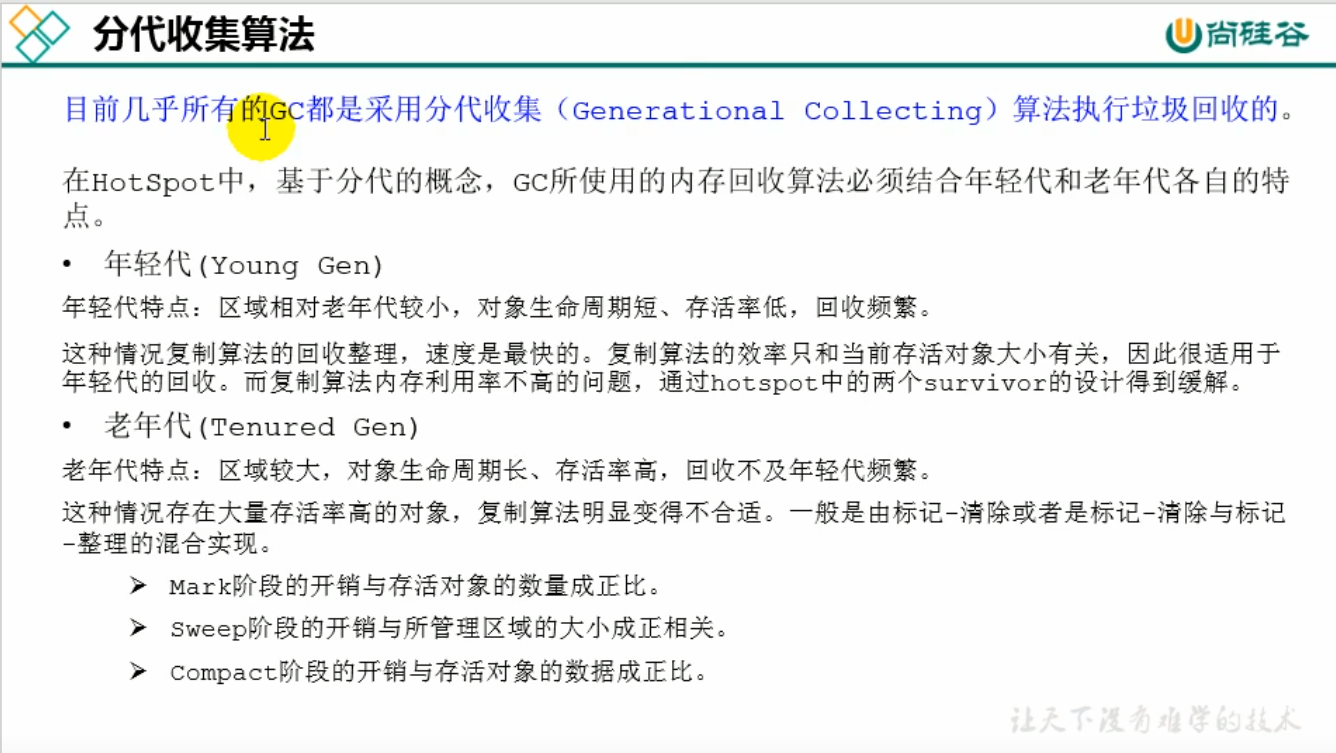 分代收集算法
尚硅谷
目前几乎所有的GC都是采用分代收集（Generational Collecting）算法执行垃圾回收的。
在HotSpot中，基于分代的概念，GC所使用的内存回收算法必须结合年轻代和老年代各自的特
点。
• 年轻代(Young Gen)
年轻代特点：区域相对老年代较小，对象生命周期短、存活率低，回收频繁。
这种情况复制算法的回收整理，速度是最快的。复制算法的效率只和当前存活对象大小有关，因此很适用于
年轻代的回收。而复制算法内存利用率不高的问题，通过hotspot中的两个survivor的设计得到缓解。
• 老年代(Tenured Gen)
老年代特点：区域较大，对象生命周期长、存活率高，回收不及年轻代频繁。
这种情况存在大量存活率高的对象，复制算法明显变得不合适。一般是由标记-清除或者是标记-清除与标记
-整理的混合实现。
➢ Mark阶段的开销与存活对象的数量成正比。
➢ Sweep阶段的开销与所管理区域的大小成正相关。
➢ Compact阶段的开销与存活对象的数据成正比。
让天下没有难学的技术